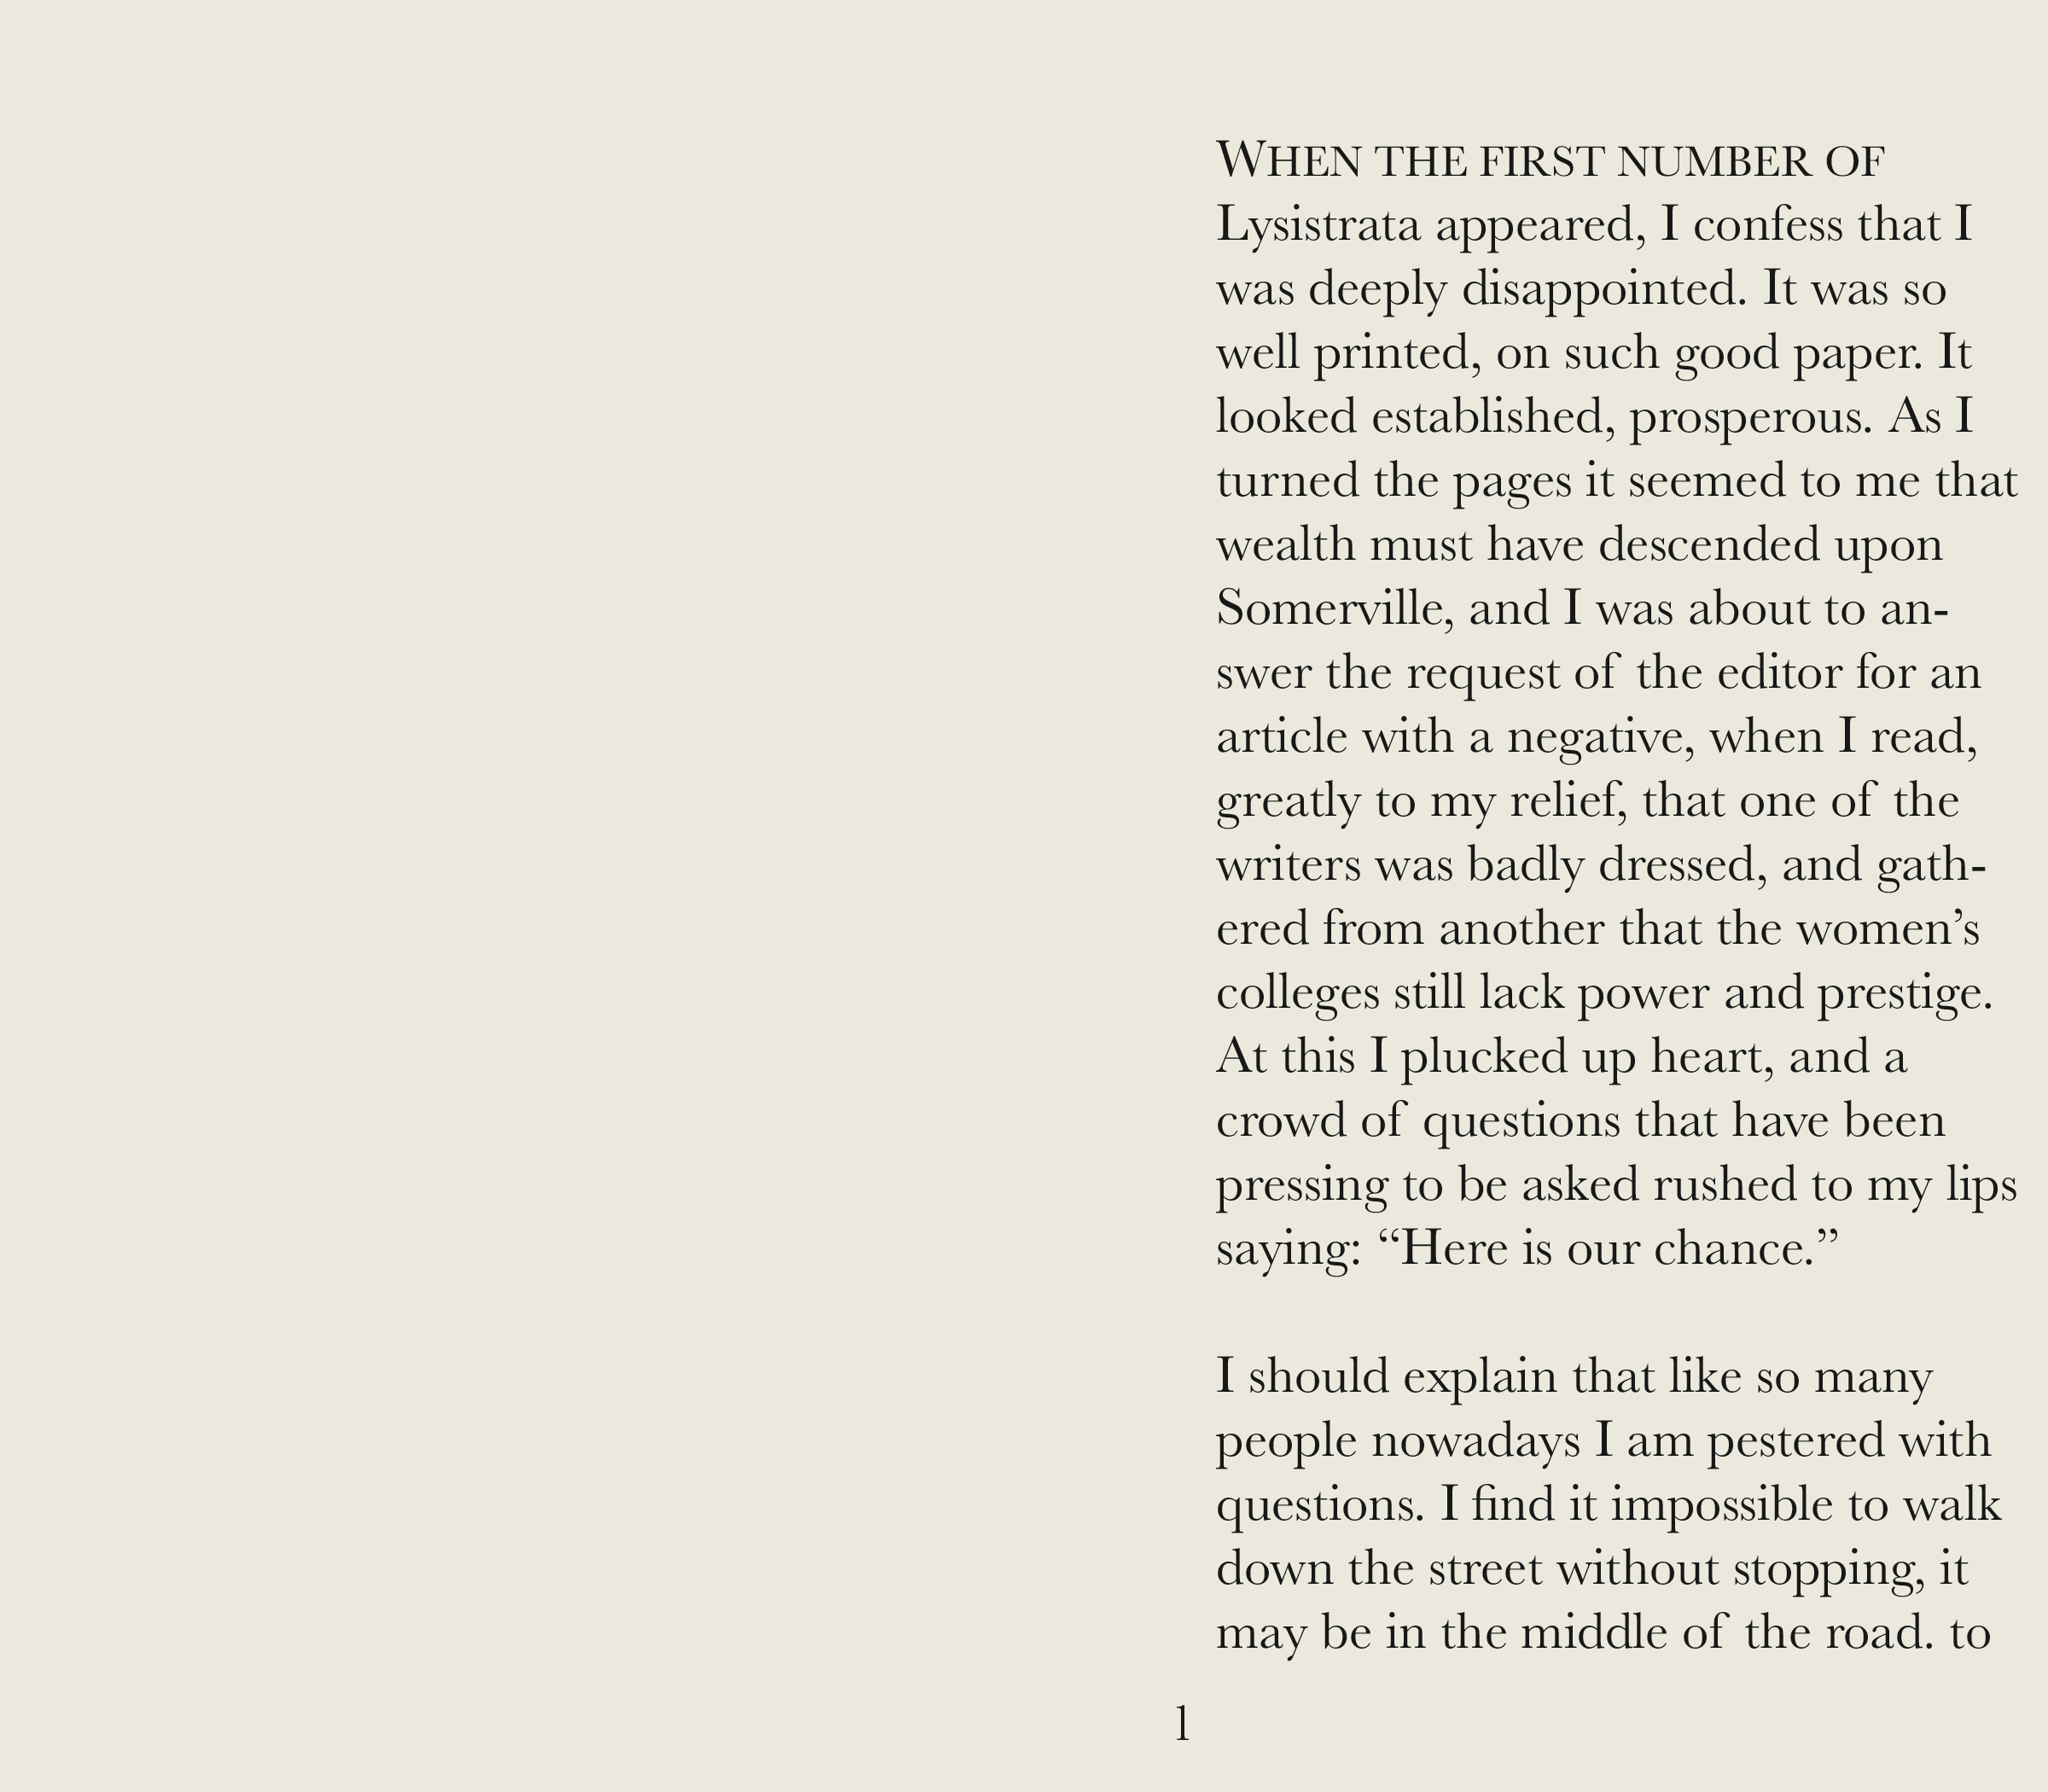 WHEN THE FIRST NUMBER OF
Lysistrata appeared, I confess that I
was deeply disappointed. It was so
well printed, on such good paper. It
looked established, prosperous. As I
turned the pages it seemed to me that
wealth must have descended upon
Somerville, and I was about to an-
swer the request of the editor for an
article with a negative, when I read,
greatly to my relief, that one of the
writers was badly dressed, and gath-
ered from another that the women’s
colleges still lack power and prestige.
At this I plucked up heart, and a
crowd of questions that have been
pressing to be asked rushed to my lips
saying: “Here is our chance.”

I should explain that like so many
people nowadays I am pestered with
questions. I find it impossible to walk
down the street without stopping, it
may be in the middle of the road. to
1